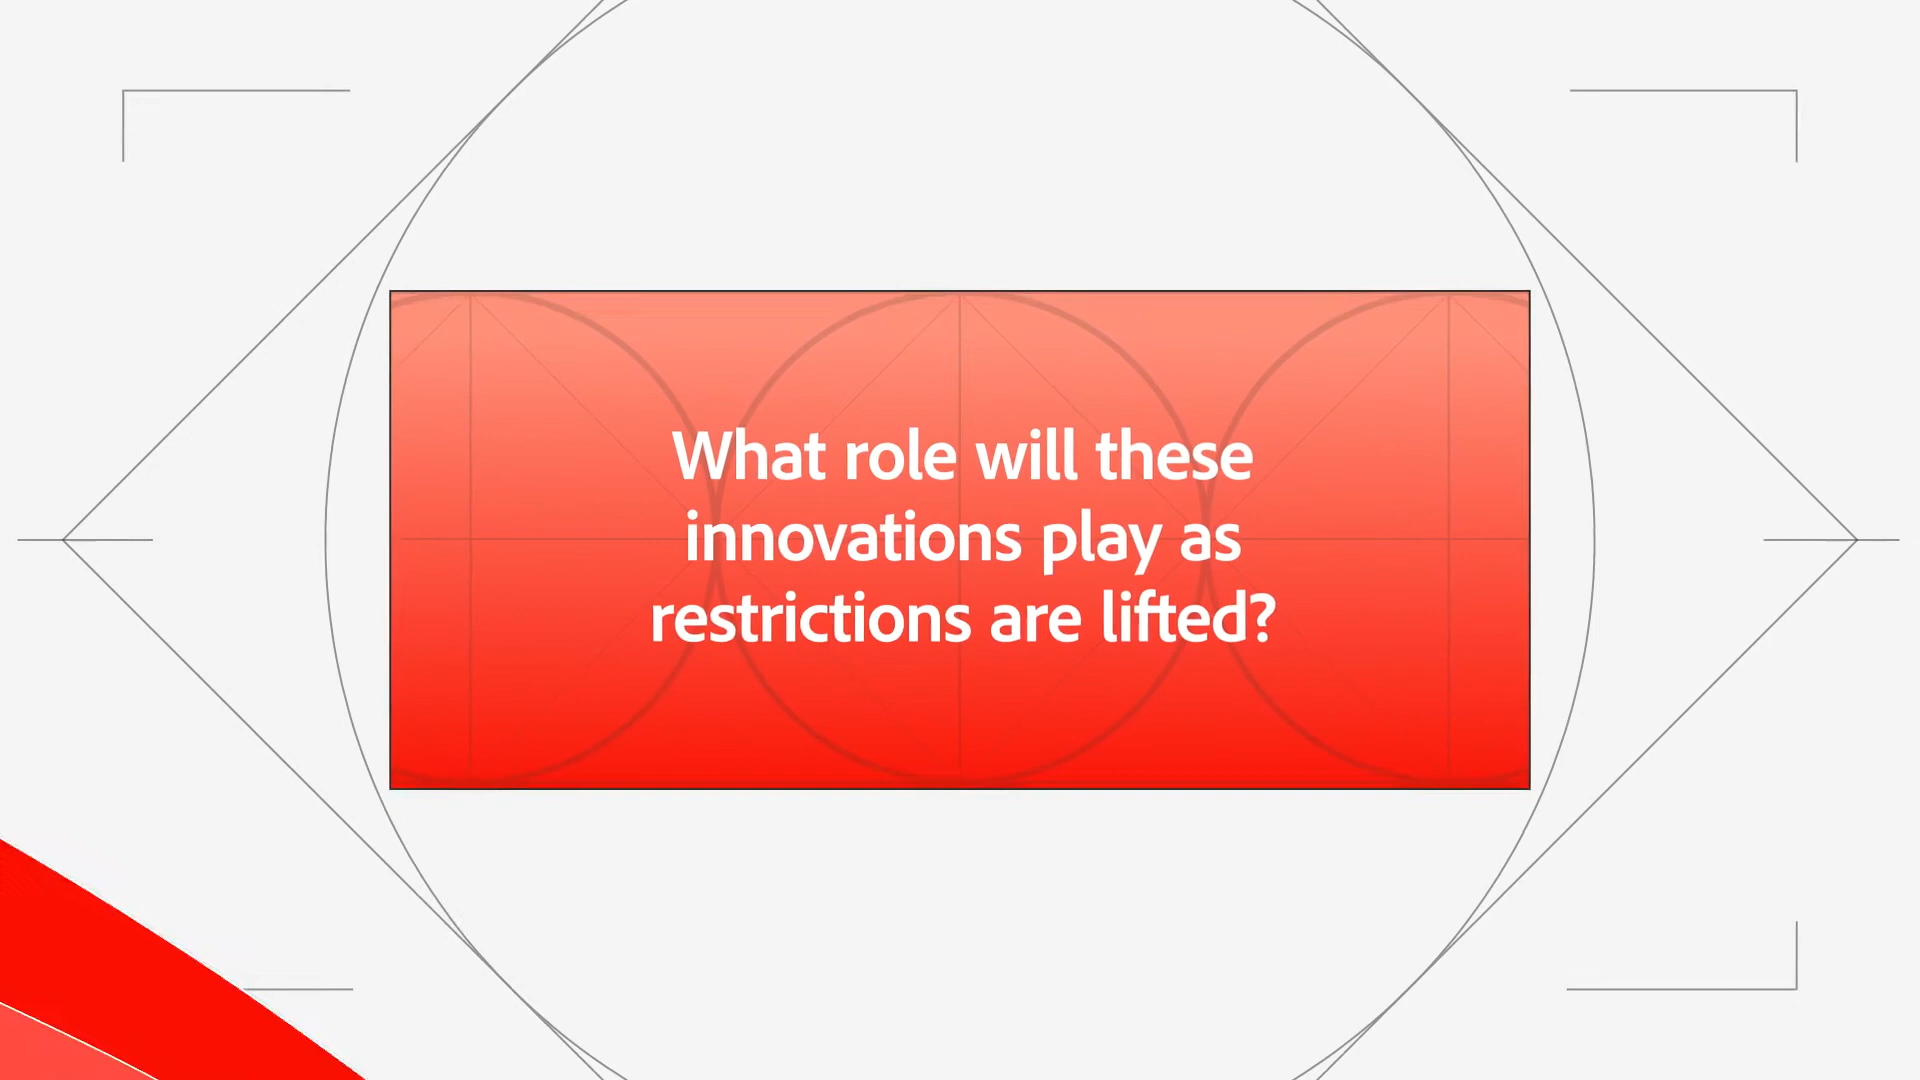 What role will these
innovations play as
restrictions are lifted?